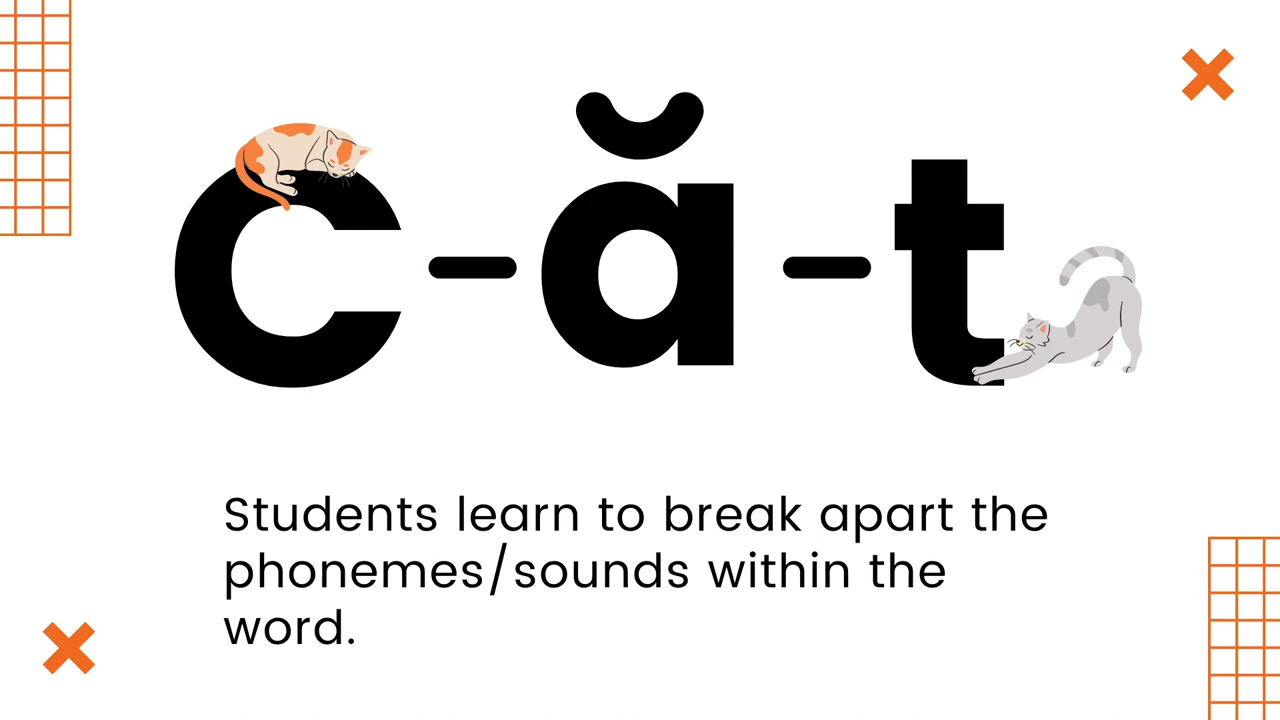 c-ă-t
Students learn to break apart the
phonemes/sounds within the
word.